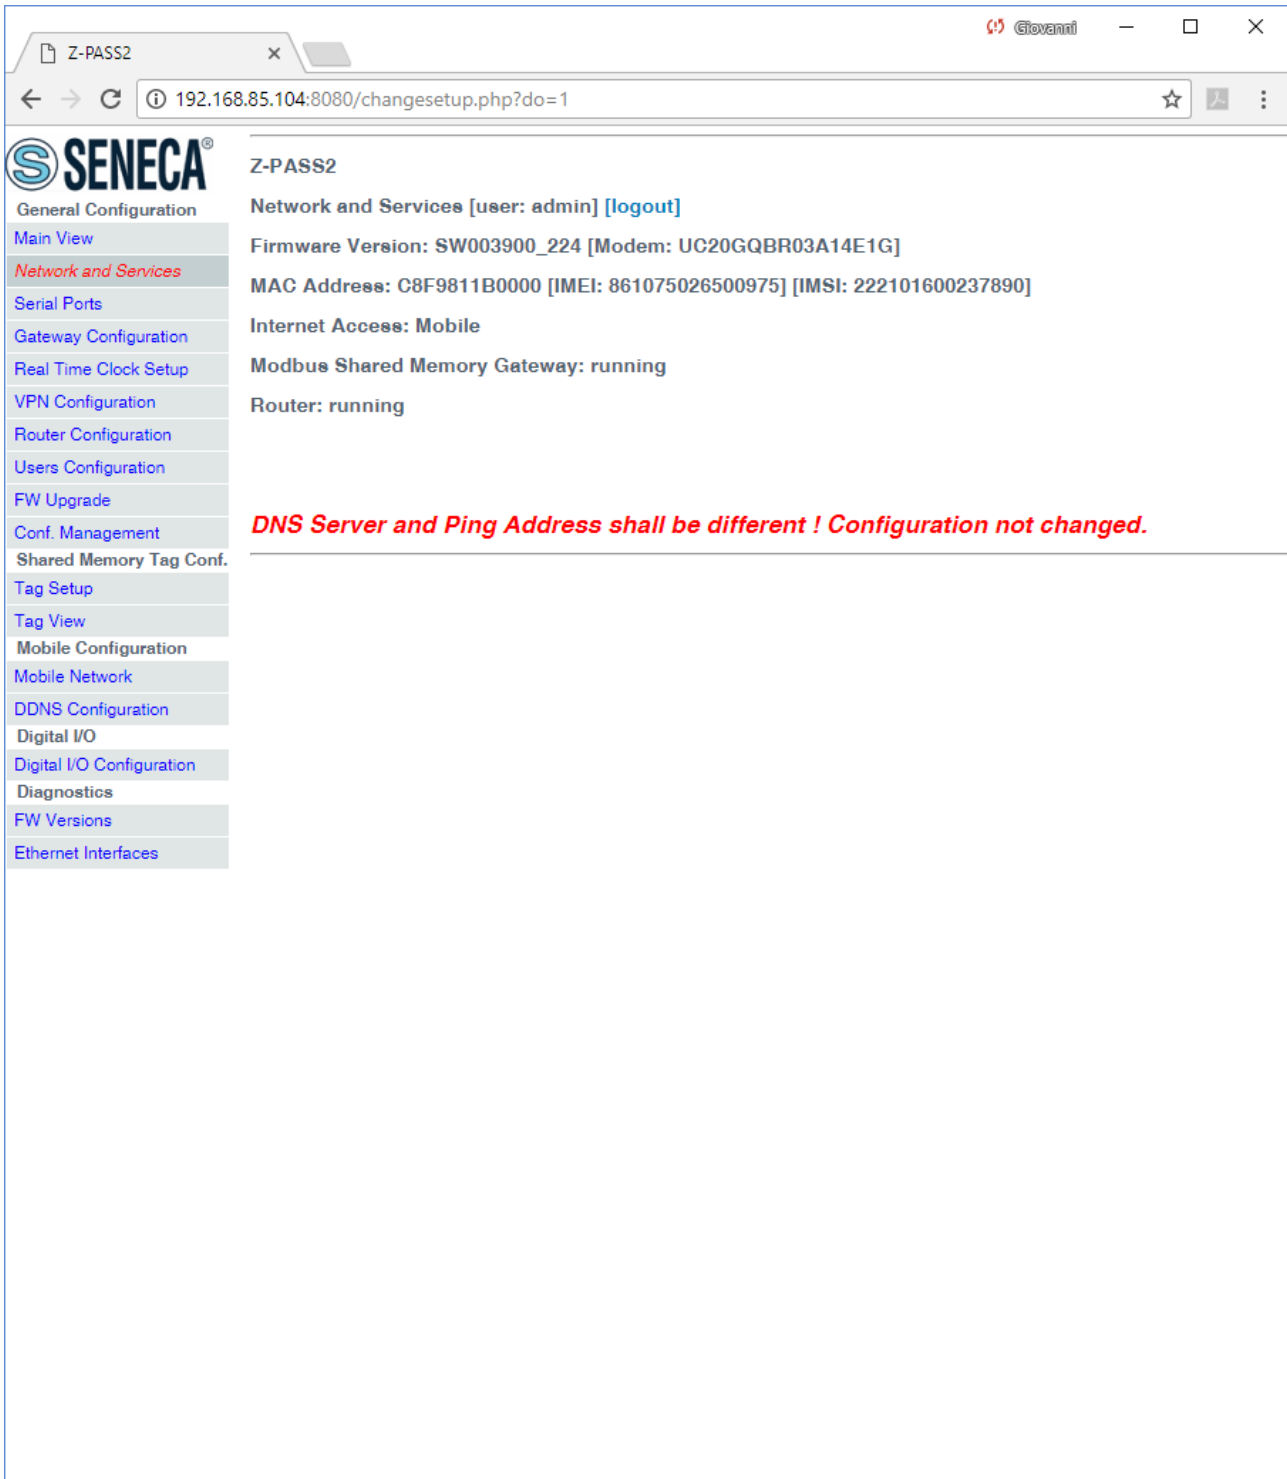 Giovanni
Z-PASS2
192.168.85.104:8080/changesetup.php?do=1
S SENECA®
General Configuration
Main View
Network and Services
Serial Ports
Gateway Configuration
Real Time Clock Setup
VPN Configuration
Router Configuration
Users Configuration
FW Upgrade
Conf. Management
Shared Memory Tag Conf.
Tag Setup
Tag View
Mobile Configuration
Mobile Network
DDNS Configuration
Digital I/O
Digital I/O Configuration
Diagnostics
FW Versions
Ethernet Interfaces
Z-PASS2
Network and Services [user: admin] [logout]
Firmware Version: SW003900_224 [Modem: UC20GQBR03A14E1G]
MAC Address: C8F9811B0000 [IMEI: 861075026500975] [IMSI: 222101600237890]
Internet Access: Mobile
Modbus Shared Memory Gateway: running
Router: running
DNS Server and Ping Address shall be different ! Configuration not changed.